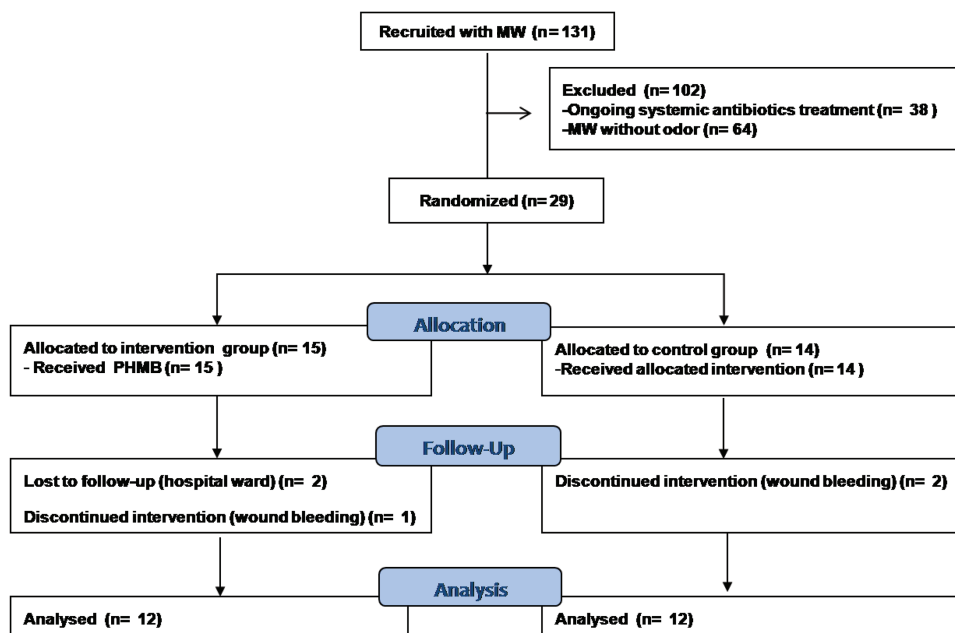 Recruited with MW (n= 131)
Excluded (n= 102)
-Ongoing systemic antibiotics treatment (n= 38 )
-MW without odor (n= 64)
Randomized (n= 29)
Allocation
Allocated to intervention group (n= 15)
- Received PHMB (n= 15 )
Allocated to control group (n= 14)
-Received allocated intervention (n= 14 )
Follow-Up
Lost to follow-up (hospital ward) (n= 2)
Discontinued intervention (wound bleeding) (n= 1)
Discontinued intervention (wound bleeding) (n= 2)
Analysis
Analysed (n= 12)
Analysed (n= 12)